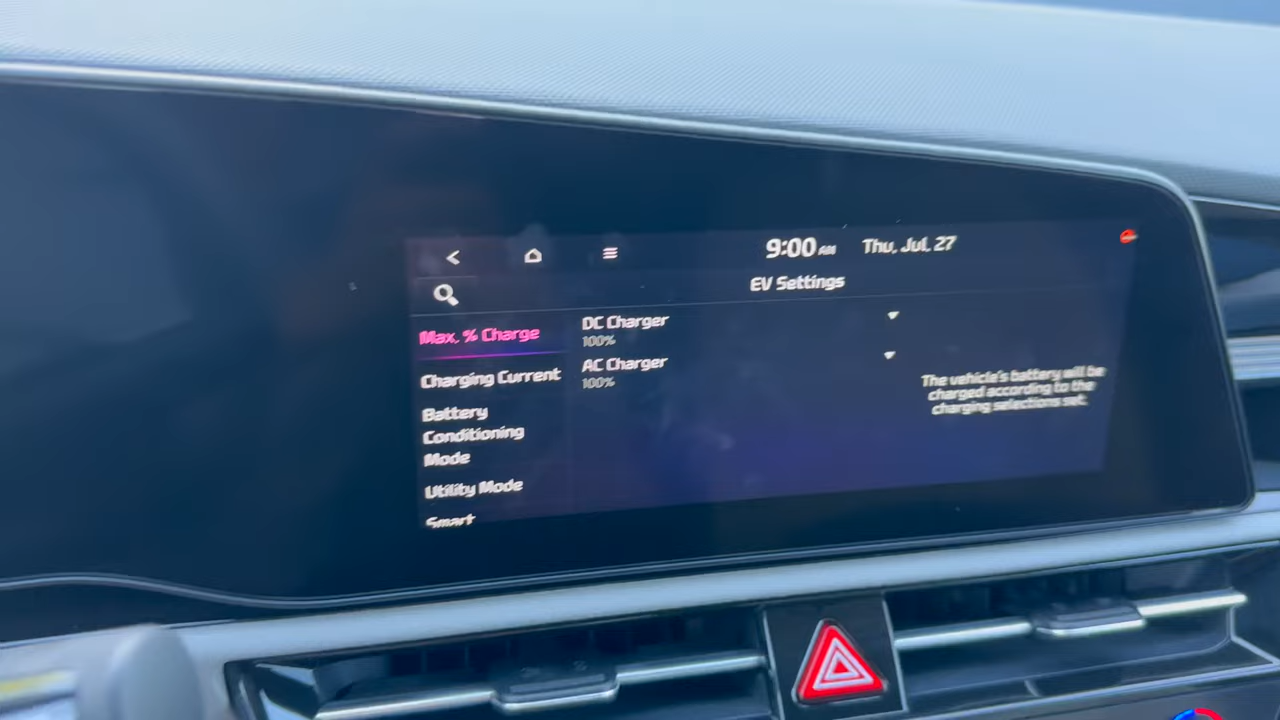 9:00 AM Thu, Jul, 27
EV Settings
Max. % Charge
DC Charger
100%
Charging Current
AC Charger
100%
Battery
Conditioning
Mode
Utility Mode
Smart
The vehicle's battery will be
charged according to the
charging selections set.